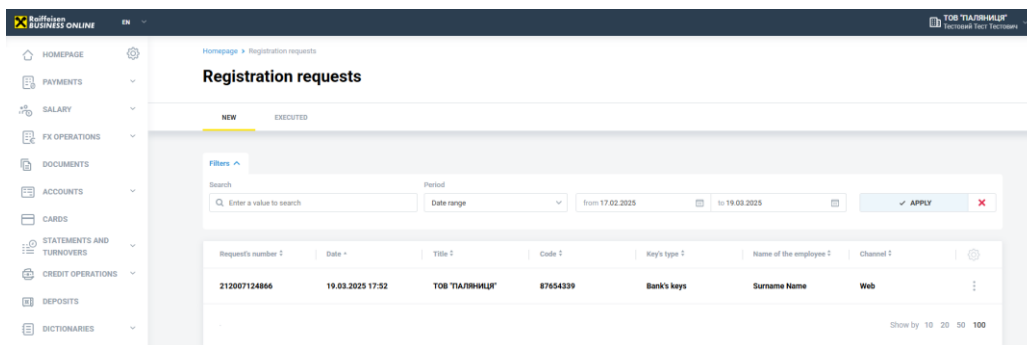 Raiffeisen
BUSINESS ONLINE
EN
ТОВ "ПАЛЯНИЦЯ"
Тестовий Тест Тестович
HOMEPAGE
PAYMENTS
SALARY
FX OPERATIONS
DOCUMENTS
ACCOUNTS
CARDS
STATEMENTS AND
TURNOVERS
CREDIT OPERATIONS
DEPOSITS
DICTIONARIES
Homepage > Registration requests
Registration requests
NEW EXECUTED
Filters
Search Period
Enter a value to search Date range from 17.02.2025 to 19.03.2025 APPLY
Request's number Date Title Code Key's type Name of the employee Channel
212007124866 19.03.2025 17:52 ТОВ "ПАЛЯНИЦЯ" 87654339 Bank's keys Surname Name Web
Show by 10 20 50 100